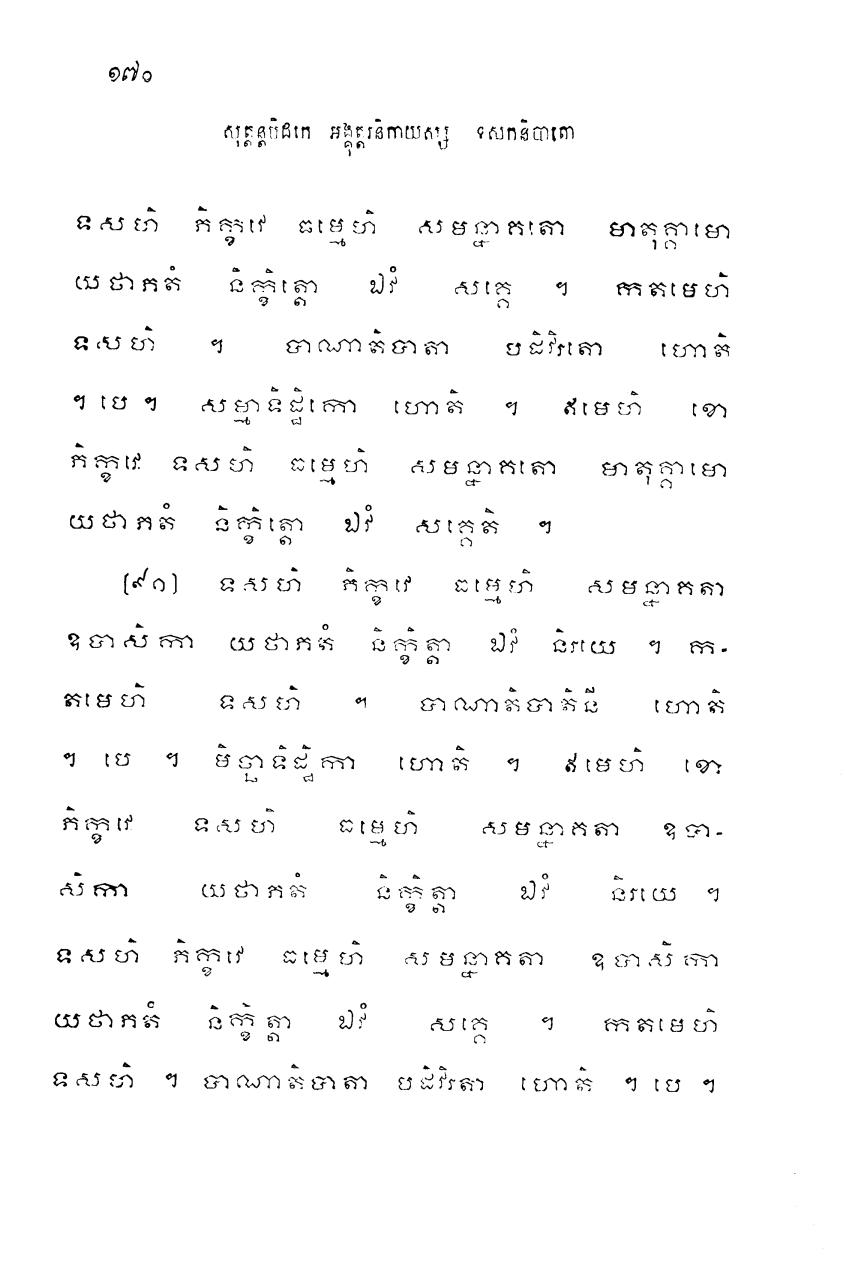 ១៧០
សុត្តន្តបិដកេ អង្គុត្តរនិកាយស្ស ទសកនិបាតោ
ទសហិ ភិក្ខវេ ធម្មេហិ សមន្នាគតោ មាតុគ្គាមោ
យថាភតំ និក្ខិត្តោ ឯវំ សគ្គេ ។ កតមេហិ
ទសហិ ។ បាណាតិបាតា បដិវិរតោ ហោតិ
។ បេ ។ សម្មាទិដ្ឋិកោ ហោតិ ។ ឥមេហិ ខោ
ភិក្ខវេ ទសហិ ធម្មេហិ សមន្នាគតោ មាតុគ្គាមោ
យថាភតំ និក្ខិត្តោ ឯវំ សគ្គេតិ ។
[៩១] ទសហិ ភិក្ខវេ ធម្មេហិ សមន្នាគតា
ឧបាសិកា យថាភតំ និក្ខិត្តា ឯវំ និរយេ ។ ក-
តមេហិ ទសហិ ។ បាណាតិបាតិនី ហោតិ
។ បេ ។ មិច្ឆាទិដ្ឋិកា ហោតិ ។ ឥមេហិ ខោ
ភិក្ខវេ ទសហិ ធម្មេហិ សមន្នាគតា ឧបា-
សិកា យថាភតំ និក្ខិត្តា ឯវំ និរយេ ។
ទសហិ ភិក្ខវេ ធម្មេហិ សមន្នាគតា ឧបាសិកា
យថាភតំ និក្ខិត្តា ឯវំ សគ្គេ ។ កតមេហិ
ទសហិ ។ បាណាតិបាតា បដិវិរតា ហោតិ ។ បេ ។